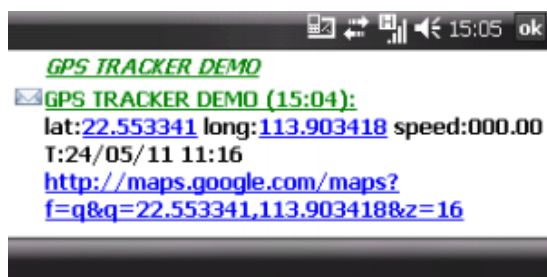 15:05 ok
GPS TRACKER DEMO
GPS TRACKER DEMO (15:04):
lat:22.553341 long:113.903418 speed:000.00
T:24/05/11 11:16
http://maps.google.com/maps?
f=q&q=22.553341,113.903418&z=16